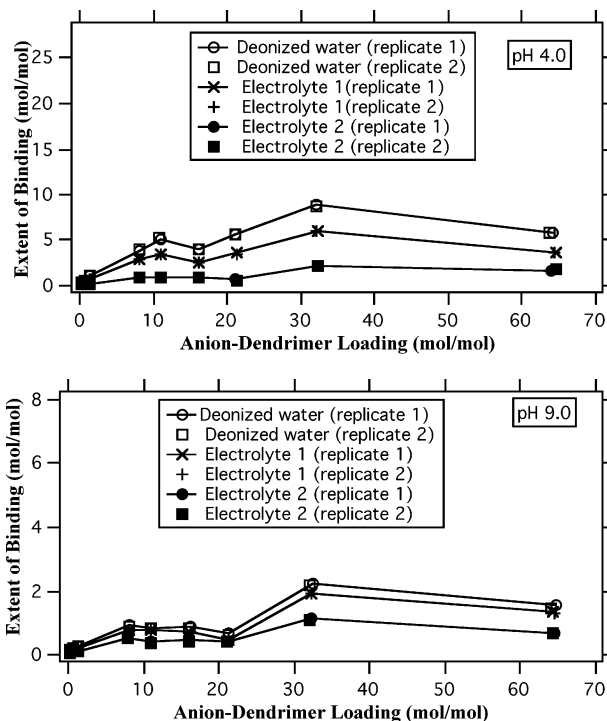 Deonized water (replicate 1)
Deonized water (replicate 2)
Electrolyte 1(replicate 1)
Electrolyte 1(replicate 2)
Electrolyte 2 (replicate 1)
Electrolyte 2 (replicate 2)
pH 4.0
Extent of Binding (mol/mol)
25
20
15
10
5
0
0 10 20 30 40 50 60 70
Anion-Dendrimer Loading (mol/mol)
Deonized water (replicate 1)
Deonized water (replicate 2)
Electrolyte 1 (replicate 1)
Electrolyte 1 (replicate 2)
Electrolyte 2 (replicate 1)
Electrolyte 2 (replicate 2)
pH 9.0
Extent of Binding (mol/mol)
8
6
4
2
0
0 10 20 30 40 50 60 70
Anion-Dendrimer Loading (mol/mol)